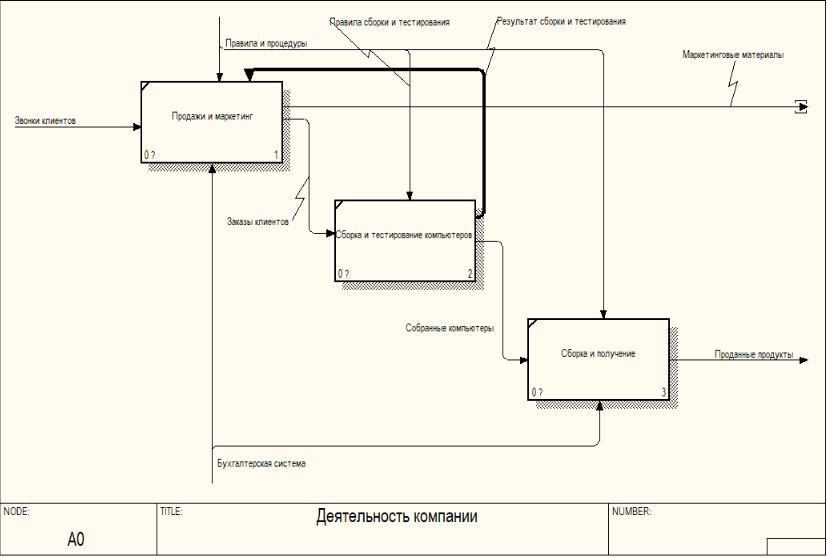 Правила сборки и тестирования
Результат сборки и тестирования
Правила и процедуры
Маркетинговые материалы
Звонки клиентов
Продажи и маркетинг
0 ?
1
Заказы клиентов
Сборка и тестирование компьютеров
0 ?
2
Собранные компьютеры
Сборка и получение
0 ?
3
Проданные продукты
Бухгалтерская система
NODE:
TITLE:
NUMBER:
A0
Деятельность компании